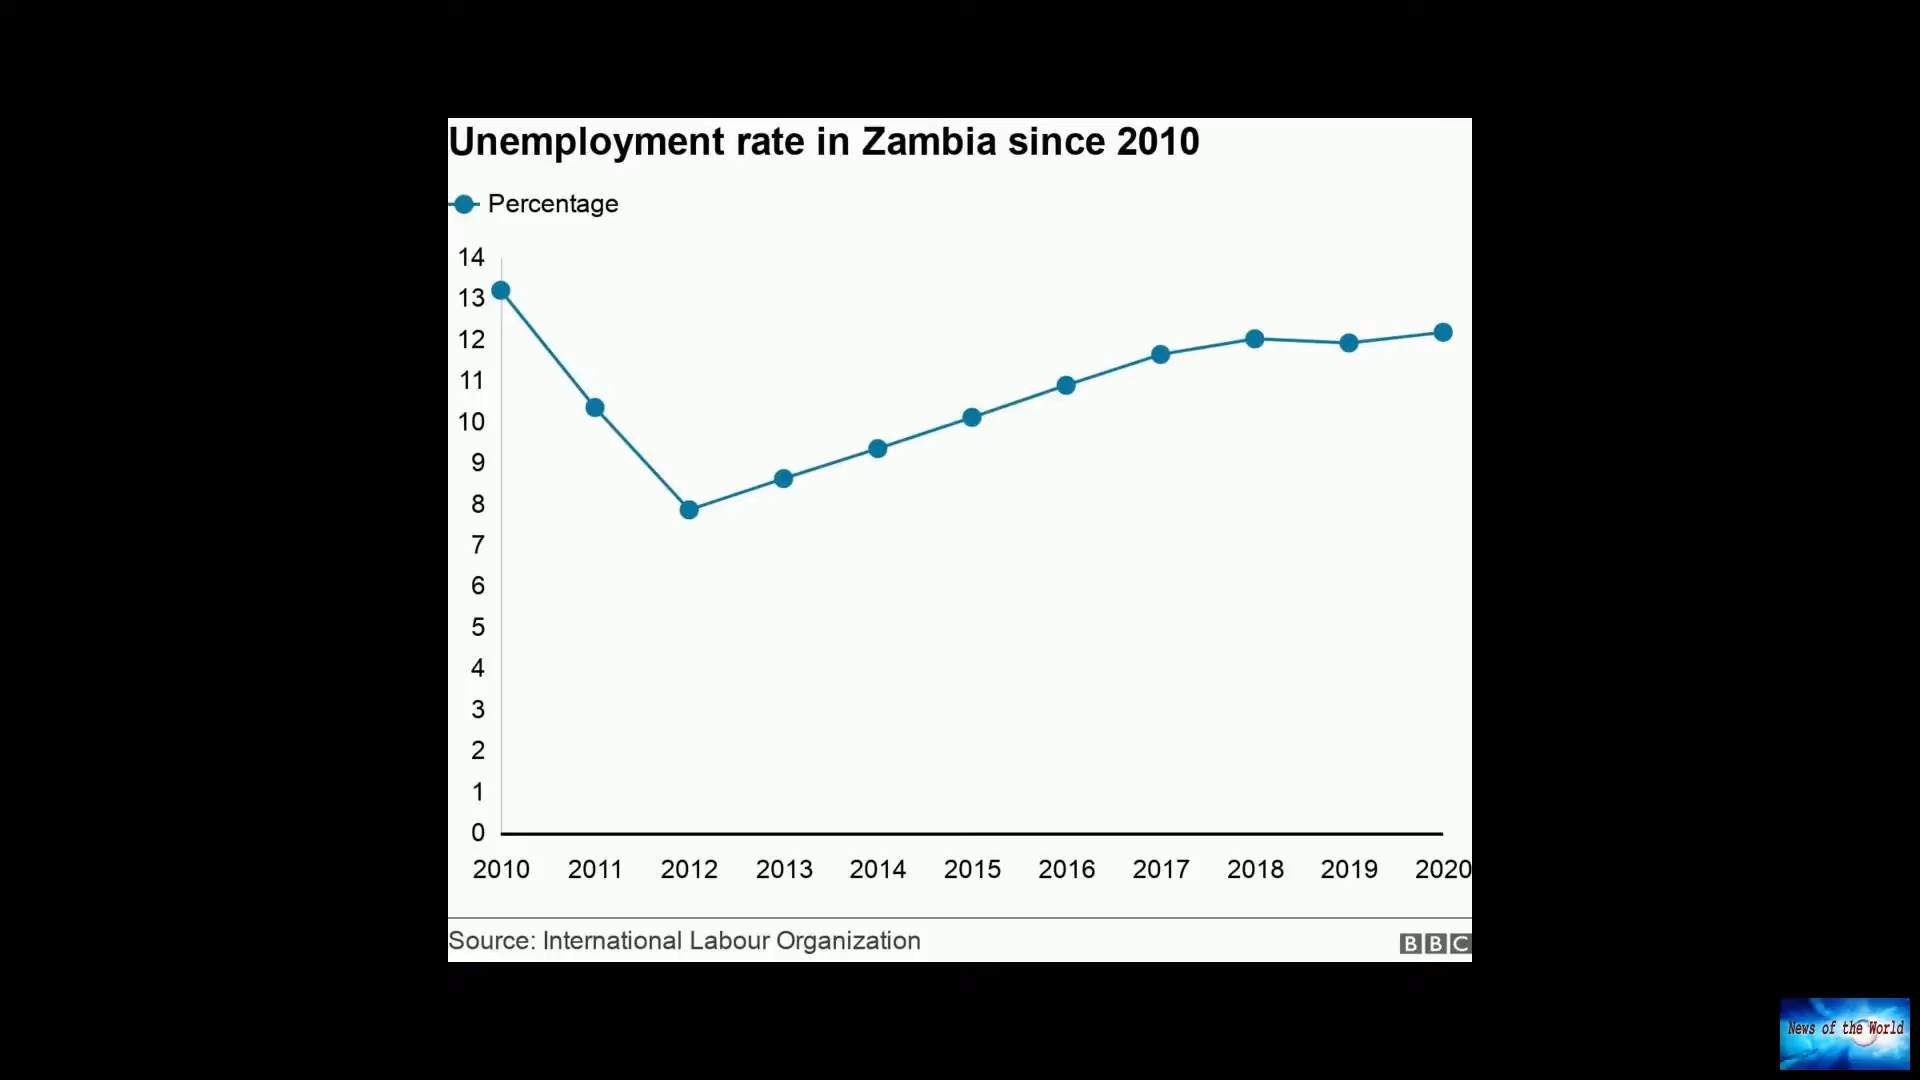 Unemployment rate in Zambia since 2010
Percentage
14
13
12
11
10
9
8
7
6
5
4
3
2
1
0
2010 2011 2012 2013 2014 2015 2016 2017 2018 2019 2020
Source: International Labour Organization
BBC
News of the World